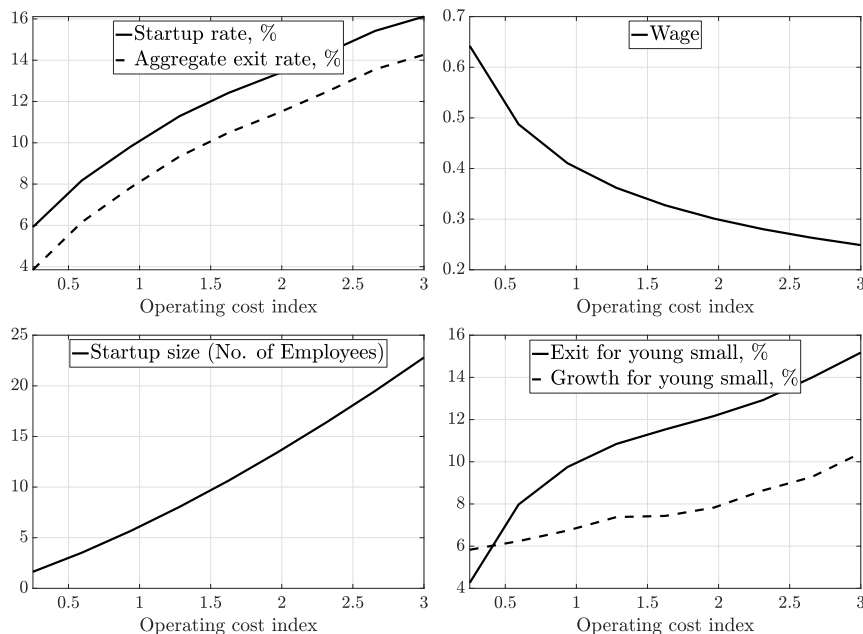 16
14
12
10
8
6
4
Startup rate, %
Aggregate exit rate, %
0.5 1 1.5 2 2.5 3
Operating cost index
0.7
0.6
0.5
0.4
0.3
0.2
Wage
0.5 1 1.5 2 2.5 3
Operating cost index
25
20
15
10
5
0
Startup size (No. of Employees)
0.5 1 1.5 2 2.5 3
Operating cost index
16
14
12
10
8
6
4
Exit for young small, %
Growth for young small, %
0.5 1 1.5 2 2.5 3
Operating cost index